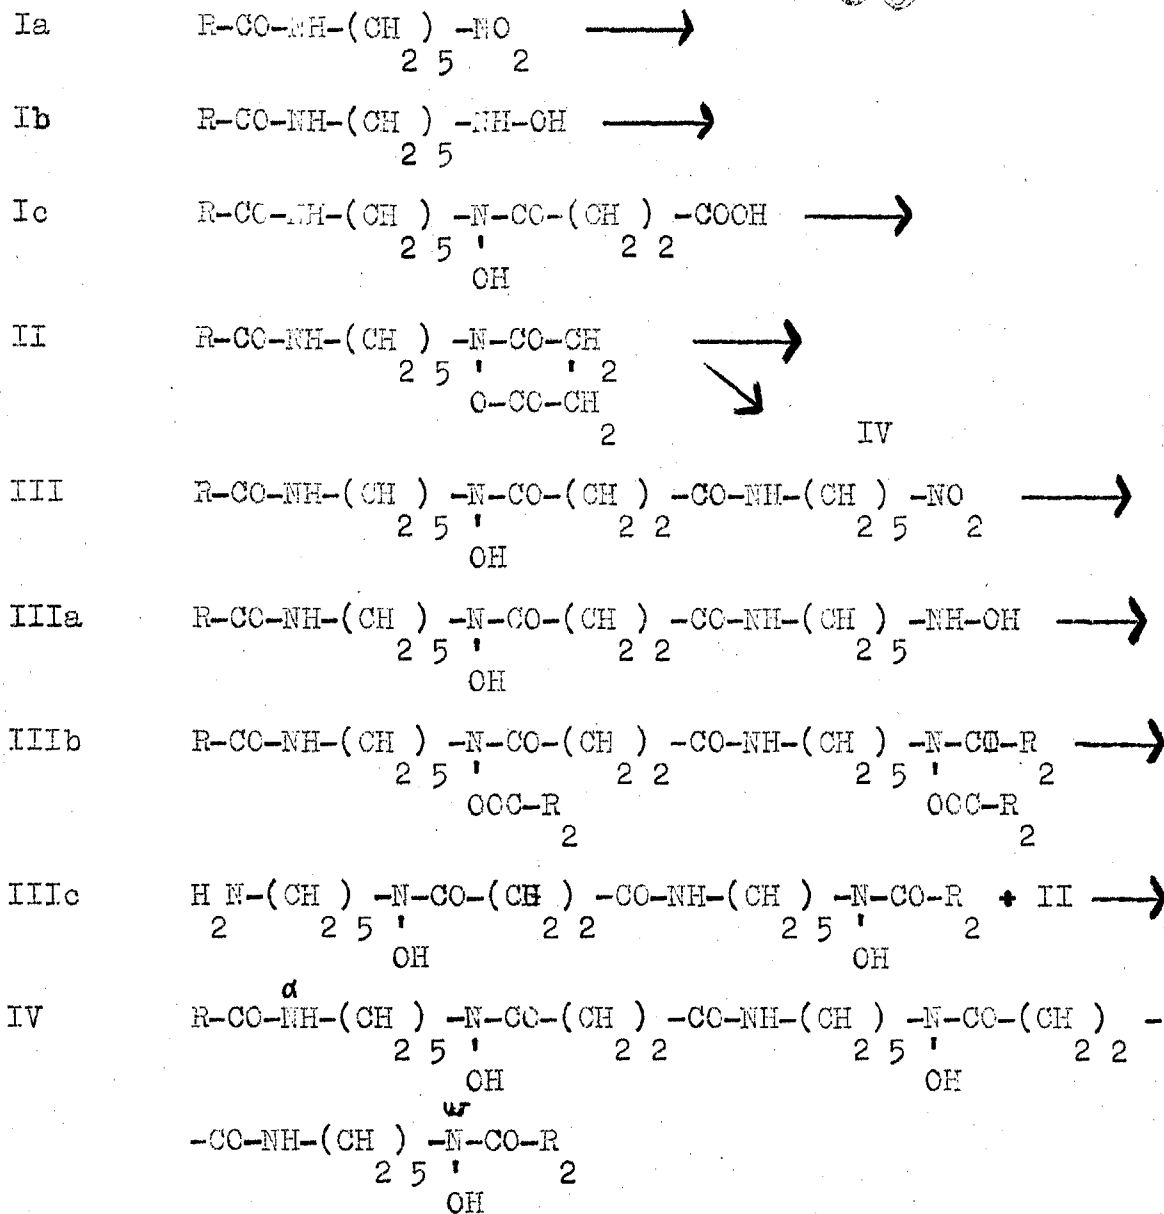 Ia R-CO-NH-(CH ) -NO
2 5 2
Ib R-CO-NH-(CH ) -NH-OH
2 5
Ic R-CO-NH-(CH ) -N-CO-(CH ) -COOH
2 5 ' 2 2
OH
II R-CO-NH-(CH ) -N-CO-CH
2 5 ' ' 2
O-CO-CH
2
IV
III R-CO-NH-(CH ) -N-CO-(CH ) -CO-NH-(CH ) -NO
2 5 ' 2 2 2 5 2
OH
IIIa R-CO-NH-(CH ) -N-CO-(CH ) -CO-NH-(CH ) -NH-OH
2 5 ' 2 2 2 5
OH
IIIb R-CO-NH-(CH ) -N-CO-(CH ) -CO-NH-(CH ) -N-CO-R
2 5 ' 2 2 2 5 ' 2
OOC-R OOC-R
2 2
IIIc H N-(CH ) -N-CO-(CH ) -CO-NH-(CH ) -N-CO-R + II
2 2 5 ' 2 2 2 5 ' 2
OH OH
α
IV R-CO-NH-(CH ) -N-CO-(CH ) -CO-NH-(CH ) -N-CO-(CH ) -
2 5 ' 2 2 2 5 ' 2 2
OH OH
ω
-CO-NH-(CH ) -N-CO-R
2 5 ' 2
OH